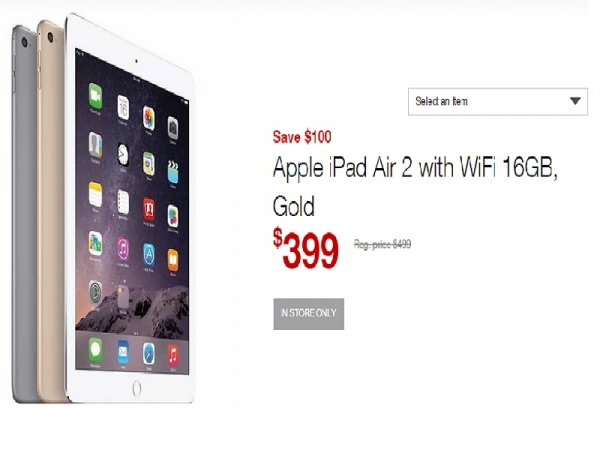 Select an Item
Save $100
Apple iPad Air 2 with WiFi 16GB,
Gold
$399 Reg. price $499
IN STORE ONLY